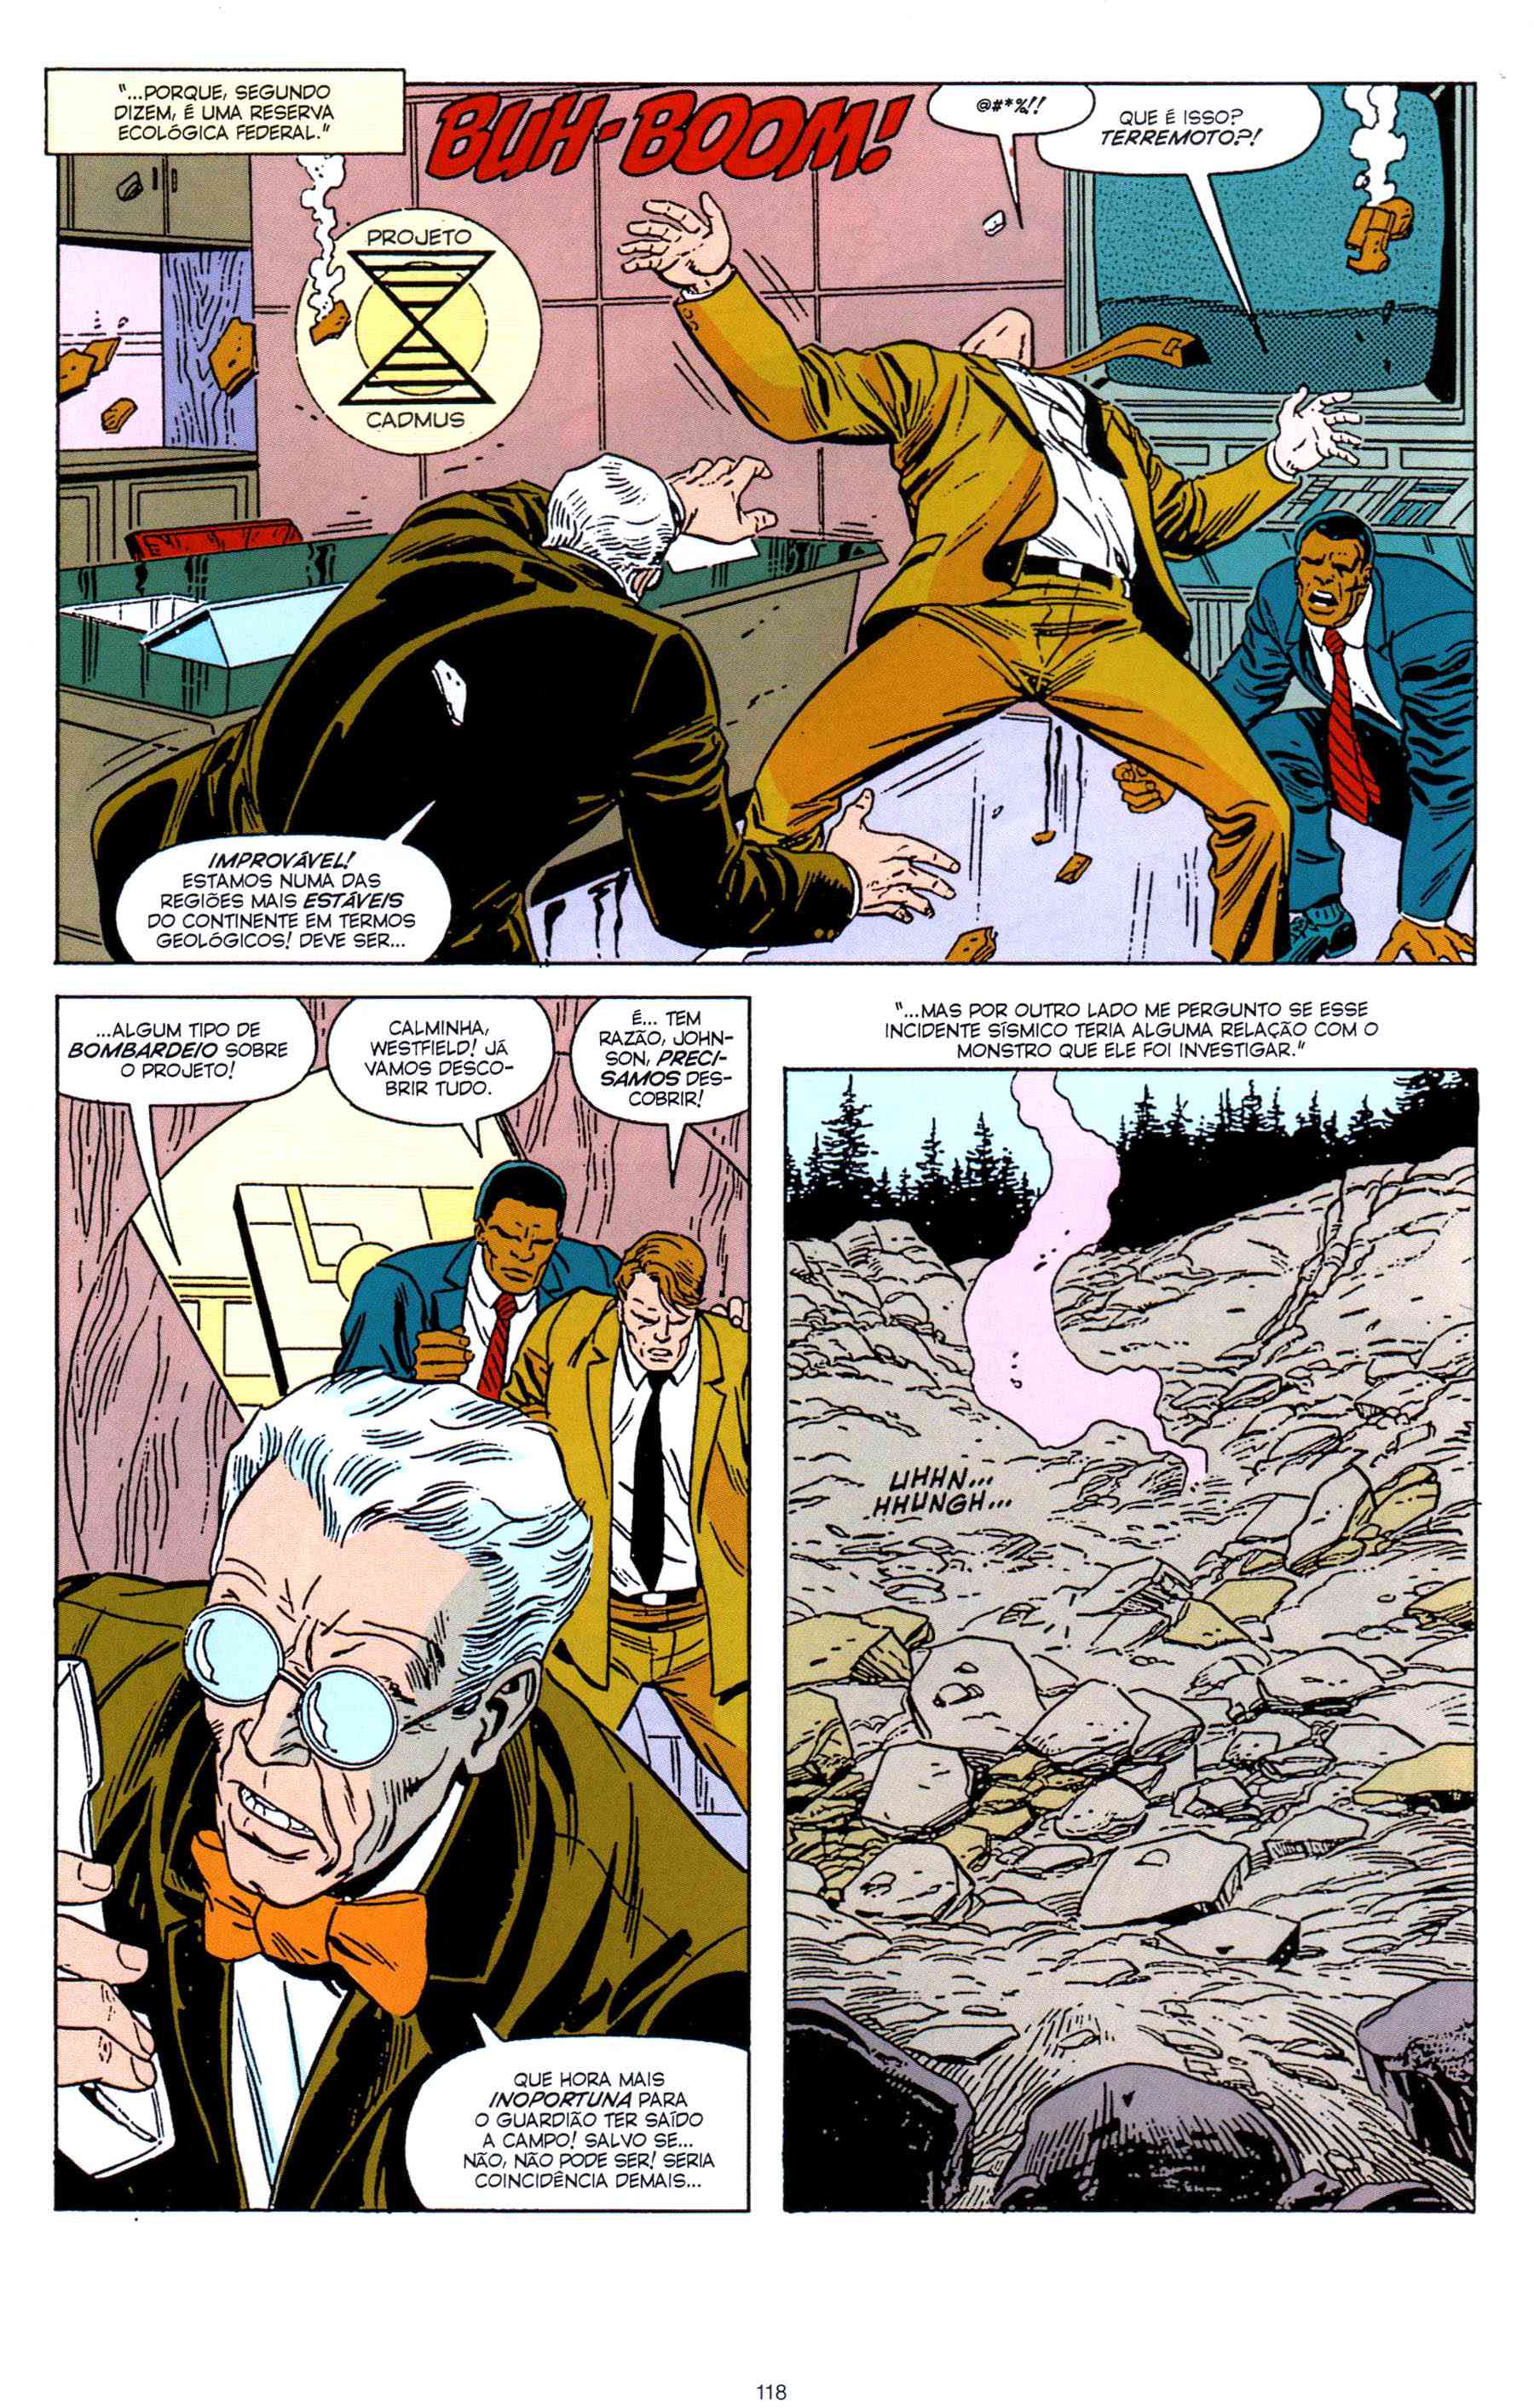 "...PORQUE, SEGUNDO
DIZEM, É UMA RESERVA
ECOLÓGICA FEDERAL."
BUH-BOOM!
@#*%!!
QUE É ISSO?
TERREMOTO?!
PROJETO
CADMUS
IMPROVÁVEL!
ESTAMOS NUMA DAS
REGIÕES MAIS ESTÁVEIS
DO CONTINENTE EM TERMOS
GEOLÓGICOS! DEVE SER...
...ALGUM TIPO DE
BOMBARDEIO SOBRE
O PROJETO!
CALMINHA,
WESTFIELD! JÁ
VAMOS DESCO-
BRIR TUDO.
É... TEM
RAZÃO, JOHN-
SON, PRECI-
SAMOS DES-
COBRIR!
QUE HORA MAIS
INOPORTUNA PARA
O GUARDIÃO TER SAÍDO
A CAMPO! SALVO SE...
NÃO, NÃO PODE SER! SERIA
COINCIDÊNCIA DEMAIS...
"...MAS POR OUTRO LADO ME PERGUNTO SE ESSE
INCIDENTE SÍSMICO TERIA ALGUMA RELAÇÃO COM O
MONSTRO QUE ELE FOI INVESTIGAR."
UHHN...
HHUNGH...
118